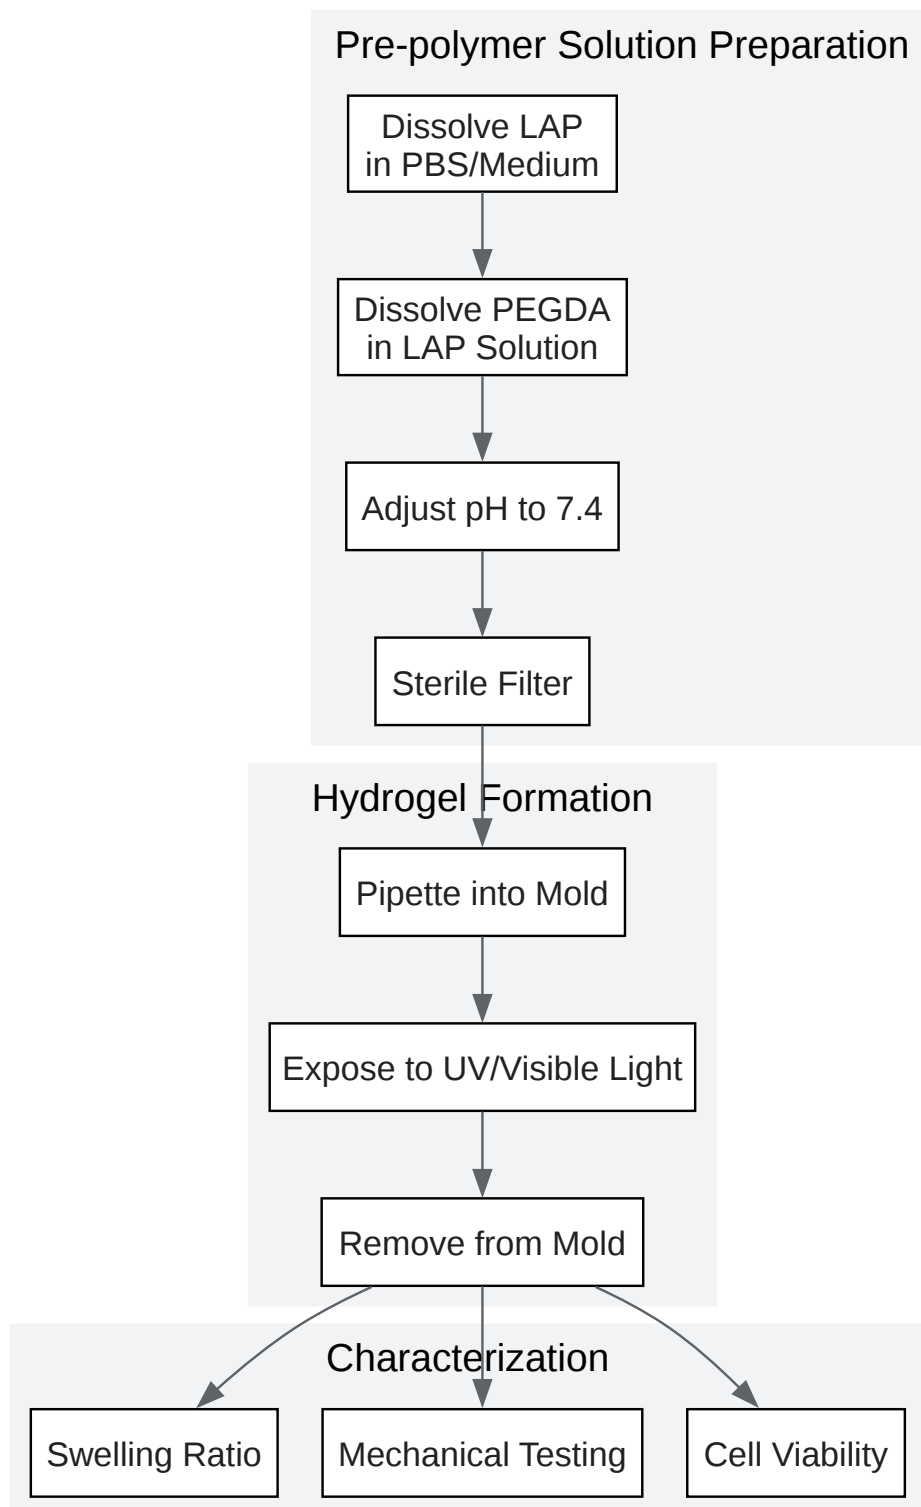 Pre-polymer Solution Preparation
Dissolve LAP
in PBS/Medium
Dissolve PEGDA
in LAP Solution
Adjust pH to 7.4
Sterile Filter
Hydrogel Formation
Pipette into Mold
Expose to UV/Visible Light
Remove from Mold
Characterization
Swelling Ratio
Mechanical Testing
Cell Viability